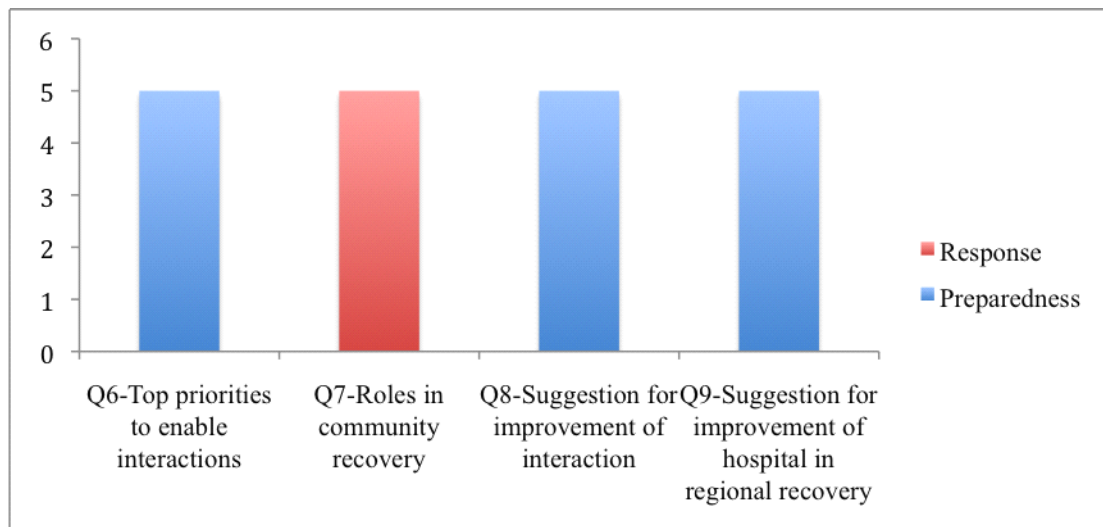 6
5
4
3
2
1
0
Response
Preparedness
Q6-Top priorities
to enable
interactions
Q7-Roles in
community
recovery
Q8-Suggestion for
improvement of
interaction
Q9-Suggestion for
improvement of
hospital in
regional recovery